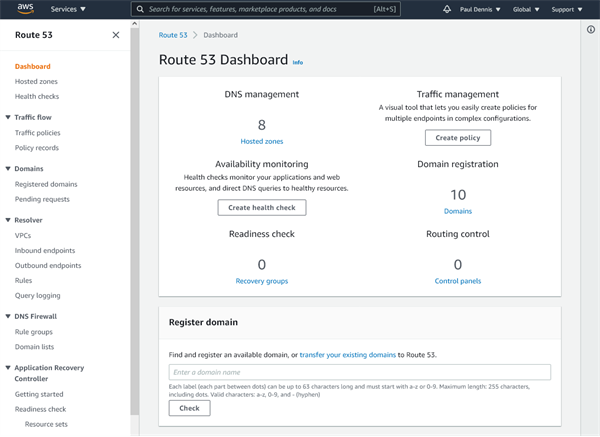 aws
Services ▼
Search for services, features, marketplace products, and docs
[Alt+S]
Paul Dennis ▼
Global ▼
Support ▼
Route 53
Dashboard
Hosted zones
Health checks
Traffic flow
Traffic policies
Policy records
Domains
Registered domains
Pending requests
Resolver
VPCs
Inbound endpoints
Outbound endpoints
Rules
Query logging
DNS Firewall
Rule groups
Domain lists
Application Recovery
Controller
Getting started
Readiness check
Resource sets
Route 53 > Dashboard
Route 53 Dashboard Info
DNS management
8
Hosted zones
Traffic management
A visual tool that lets you easily create policies for
multiple endpoints in complex configurations.
Create policy
Availability monitoring
Health checks monitor your applications and web
resources, and direct DNS queries to healthy resources.
Create health check
Domain registration
10
Domains
Readiness check
0
Recovery groups
Routing control
0
Control panels
Register domain
Find and register an available domain, or transfer your existing domains to Route 53.
Enter a domain name
Each label (each part between dots) can be up to 63 characters long and must start with a-z or 0-9. Maximum length: 255 characters,
including dots. Valid characters: a-z, 0-9, and - (hyphen)
Check